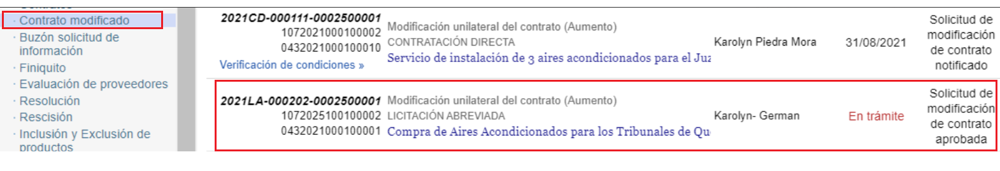 · Contrato modificado
· Buzón solicitud de
información
· Finiquito
· Evaluación de proveedores
· Resolución
· Rescisión
· Inclusión y Exclusión de
productos
2021CD-000111-0002500001
1072021000100002
0432021000100010
Verificación de condiciones »
Modificación unilateral del contrato (Aumento)
CONTRATACIÓN DIRECTA
Servicio de instalación de 3 aires acondicionados para el Juz
Karolyn Piedra Mora
31/08/2021
Solicitud de
modificación
de contrato
notificado
2021LA-000202-0002500001
1072025100100002
0432021000100001
Modificación unilateral del contrato (Aumento)
LICITACIÓN ABREVIADA
Compra de Aires Acondicionados para los Tribunales de Qu
Karolyn- German
En trámite
Solicitud de
modificación
de contrato
aprobada